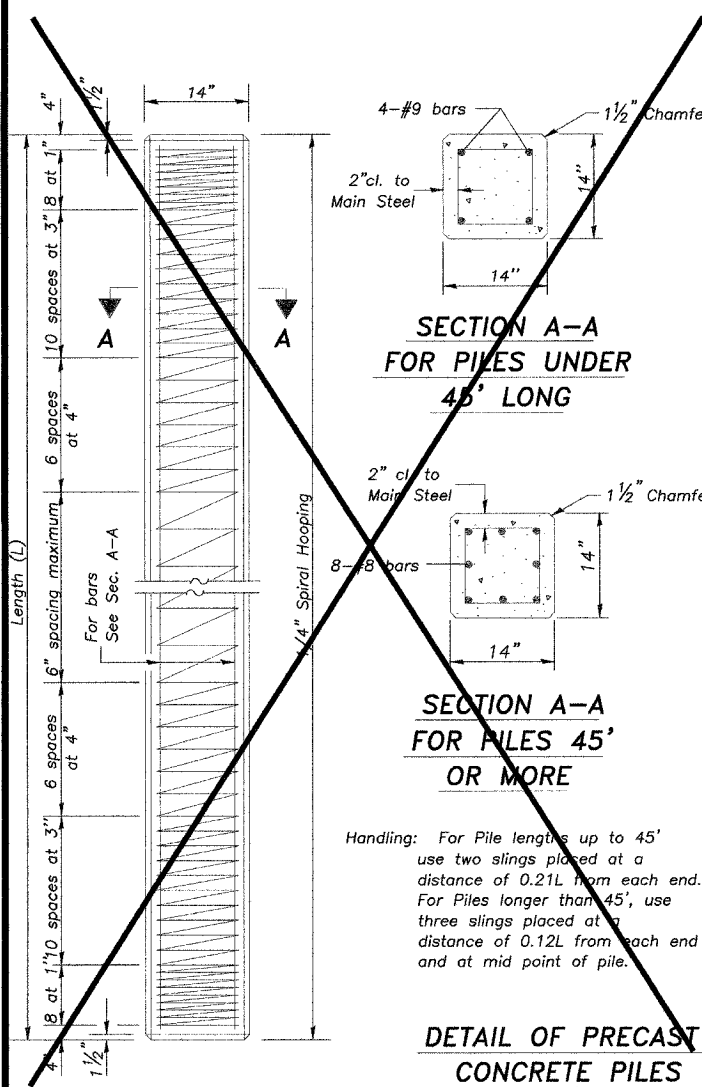 4"
1½"
14"
8 at 1"
10 spaces at 3"
6 spaces
at 4"
6" spacing maximum
6 spaces
at 4"
10 spaces at 3"
8 at 1"
4"
1½"
Length (L)
A
A
For bars
See Sec. A-A
1/4" Spiral Hooping
4-#9 bars
1½" Chamfe
2"cl. to
Main Steel
14"
14"
SECTION A-A
FOR PILES UNDER
45' LONG
2" cl. to
Main Steel
1½" Chamfe
8-#8 bars
14"
14"
SECTION A-A
FOR PILES 45'
OR MORE
Handling: For Pile lengths up to 45'
use two slings placed at a
distance of 0.21L from each end.
For Piles longer than 45', use
three slings placed at a
distance of 0.12L from each end
and at mid point of pile.
DETAIL OF PRECAST
CONCRETE PILES